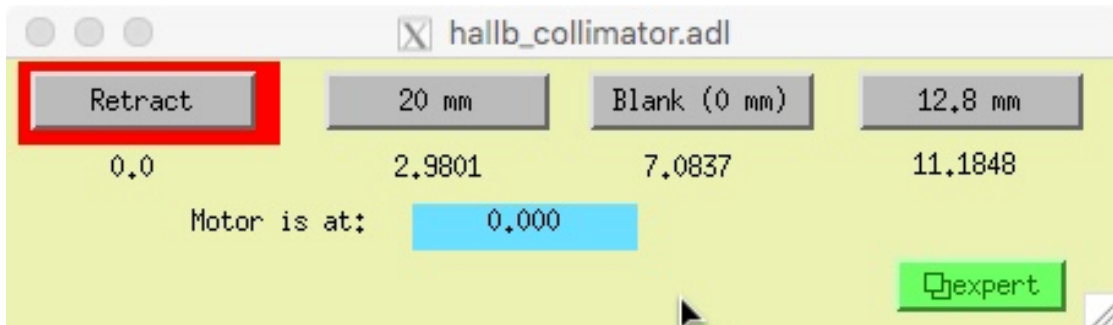 hallb_collimator.adl
Retract 20 mm Blank (0 mm) 12.8 mm
0.0 2.9801 7.0837 11.1848
Motor is at: 0.000
expert